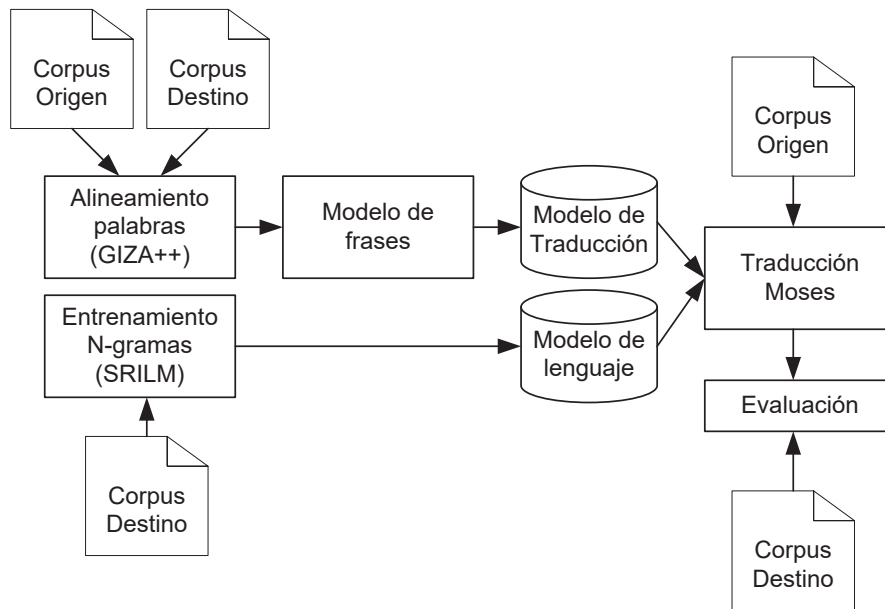 Corpus
Origen
Corpus
Destino
Corpus
Origen
Alineamiento
palabras
(GIZA++)
Modelo de
frases
Modelo de
Traducción
Traducción
Moses
Entrenamiento
N-gramas
(SRILM)
Modelo de
lenguaje
Evaluación
Corpus
Destino
Corpus
Destino